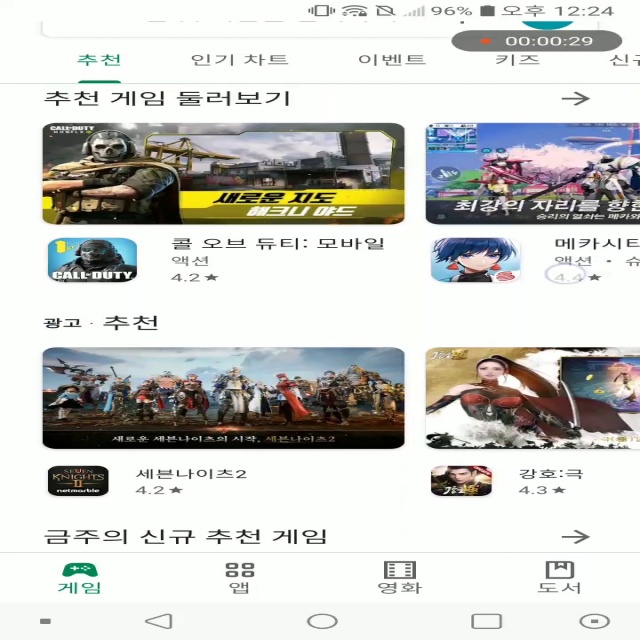 96% 오후 12:24
00:00:29
추천 인기 차트 이벤트 키즈 신규
추천 게임 둘러보기
CALL·DUTY
새로운 지도
해크니 야드
최강의 자리를 향한
승리의 열쇠는 메카와
CALL·DUTY
콜 오브 듀티: 모바일
액션
4.2★
메카시티
액션 · 슈
4.4★
광고 · 추천
새로운 세븐나이츠의 시작, 세븐나이츠2
SEVEN KNIGHTS II
netmarble
세븐나이츠2
4.2★
강호:극
4.3★
금주의 신규 추천 게임
게임 앱 영화 도서